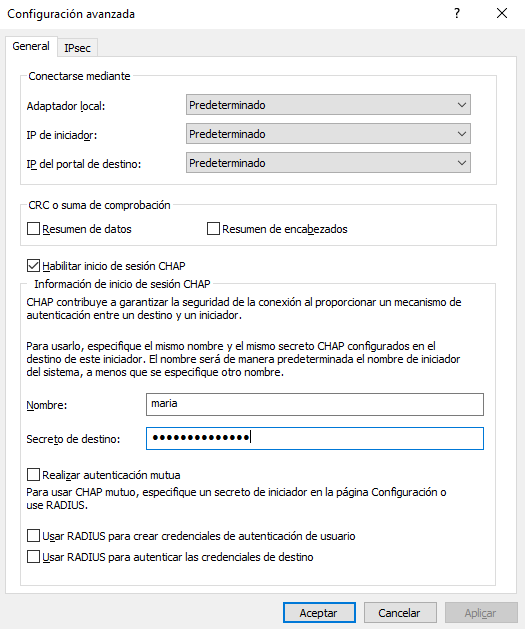 Configuración avanzada
General
IPsec
Conectarse mediante
Adaptador local: Predeterminado
IP de iniciador: Predeterminado
IP del portal de destino: Predeterminado
CRC o suma de comprobación
Resumen de datos
Resumen de encabezados
Habilitar inicio de sesión CHAP
Información de inicio de sesión CHAP
CHAP contribuye a garantizar la seguridad de la conexión al proporcionar un mecanismo de
autenticación entre un destino y un iniciador.
Para usarlo, especifique el mismo nombre y el mismo secreto CHAP configurados en el
destino de este iniciador. El nombre será de manera predeterminada el nombre de iniciador
del sistema, a menos que se especifique otro nombre.
Nombre: maria
Secreto de destino: ●●●●●●●●●●●●●●
Realizar autenticación mutua
Para usar CHAP mutuo, especifique un secreto de iniciador en la página Configuración o
use RADIUS.
Usar RADIUS para crear credenciales de autenticación de usuario
Usar RADIUS para autenticar las credenciales de destino
Aceptar
Cancelar
Aplicar